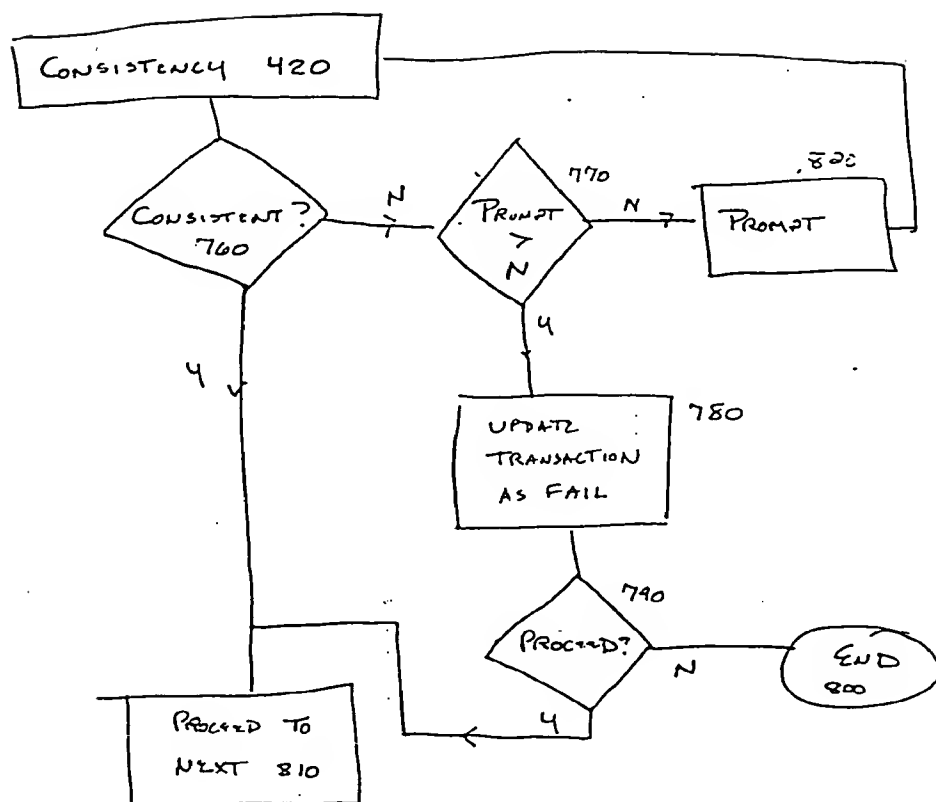 CONSISTENCY 420
CONSISTENT?
760
N
770
PROMPT
>
N
N
820
PROMPT
Y
Y
780
UPDATE
TRANSACTION
AS FAIL
790
PROCEED?
N
END
800
Y
PROCEED TO
NEXT 810